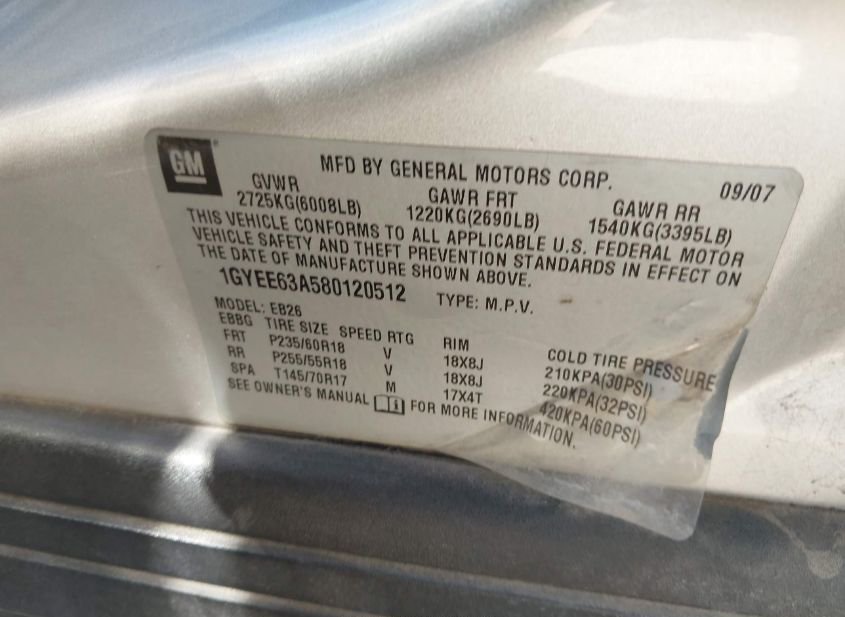 GM
MFD BY GENERAL MOTORS CORP. 09/07
GVWR GAWR FRT GAWR RR
2725KG(6008LB) 1220KG(2690LB) 1540KG(3395LB)
THIS VEHICLE CONFORMS TO ALL APPLICABLE U.S. FEDERAL MOTOR
VEHICLE SAFETY AND THEFT PREVENTION STANDARDS IN EFFECT ON
THE DATE OF MANUFACTURE SHOWN ABOVE.
1GYEE63A580120512 TYPE: M.P.V.
MODEL: EB26
EBBG TIRE SIZE SPEED RTG RIM COLD TIRE PRESSURE
FRT P235/60R18 V 18X8J 210KPA(30PSI)
RR P255/55R18 V 18X8J 220KPA(32PSI)
SPA T145/70R17 M 17X4T 420KPA(60PSI)
SEE OWNER'S MANUAL FOR MORE INFORMATION.